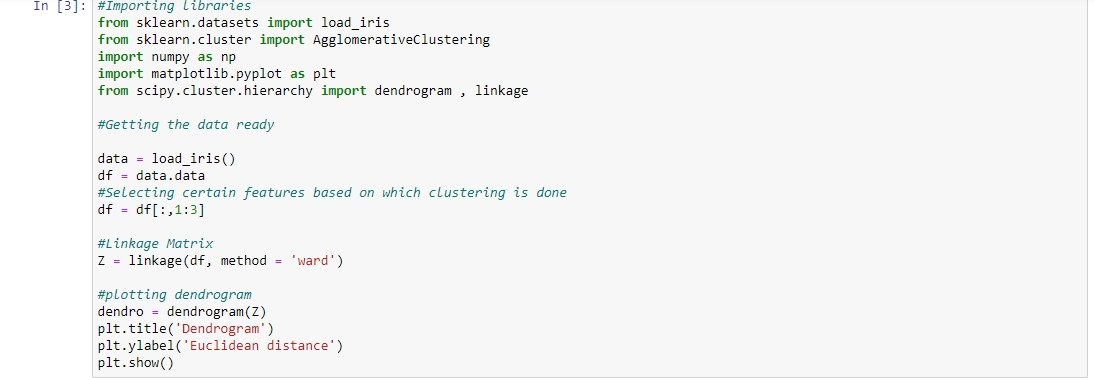 In [3]: #Importing libraries
from sklearn.datasets import load_iris
from sklearn.cluster import AgglomerativeClustering
import numpy as np
import matplotlib.pyplot as plt
from scipy.cluster.hierarchy import dendrogram , linkage
#Getting the data ready
data = load_iris()
df = data.data
#Selecting certain features based on which clustering is done
df = df[:,1:3]
#Linkage Matrix
Z = linkage(df, method = 'ward')
#plotting dendrogram
dendro = dendrogram(Z)
plt.title('Dendrogram')
plt.ylabel('Euclidean distance')
plt.show()